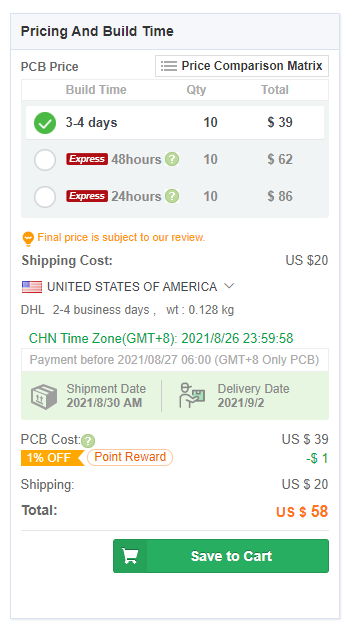 Pricing And Build Time
PCB Price
Price Comparison Matrix
Build Time Qty Total
3-4 days 10 $ 39
Express 48hours ? 10 $ 62
Express 24hours ? 10 $ 86
Final price is subject to our review.
Shipping Cost: US $20
UNITED STATES OF AMERICA
DHL 2-4 business days , wt : 0.128 kg
CHN Time Zone(GMT+8): 2021/8/26 23:59:58
Payment before 2021/08/27 06:00 (GMT+8 Only PCB)
Shipment Date
2021/8/30 AM
Delivery Date
2021/9/2
PCB Cost: ? US $ 39
1% OFF Point Reward -$ 1
Shipping: US $ 20
Total: US $ 58
Save to Cart